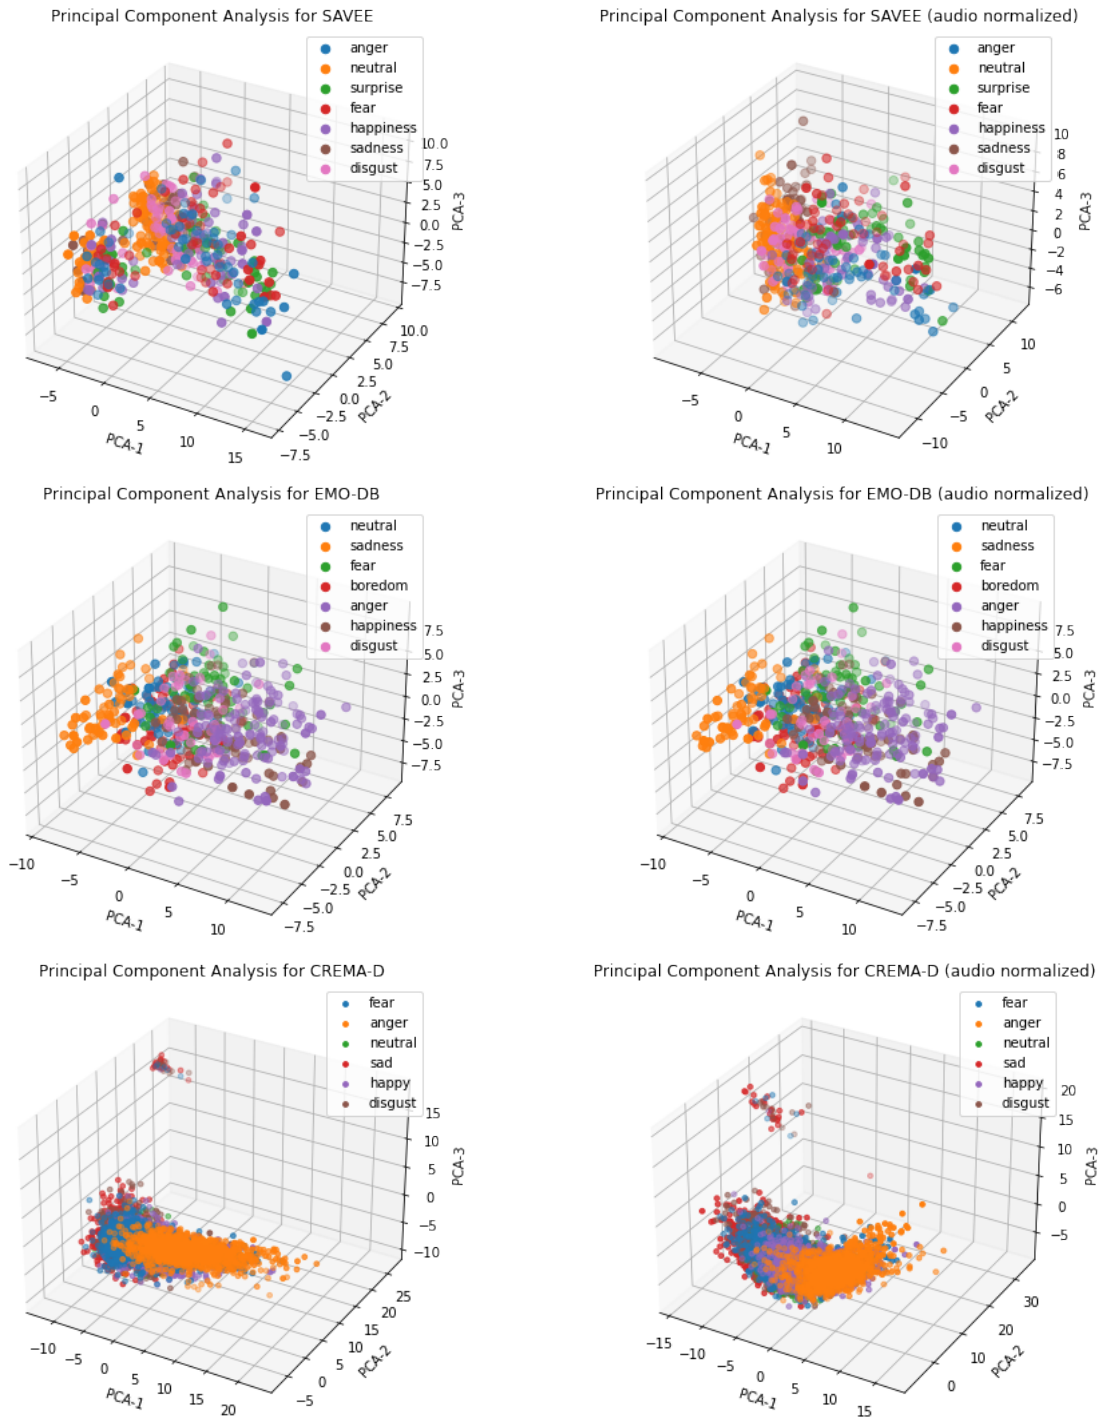 Principal Component Analysis for SAVEE
anger
neutral
surprise
fear
happiness
sadness
disgust
10.0
7.5
5.0
2.5
0.0
−2.5
−5.0
−7.5
PCA-3
10.0
7.5
5.0
2.5
0.0
−2.5
−5.0
−7.5
PCA-2
−5
0
5
10
15
PCA-1
Principal Component Analysis for SAVEE (audio normalized)
anger
neutral
surprise
fear
happiness
sadness
disgust
10
8
6
4
2
0
−2
−4
−6
PCA-3
10
5
0
−5
−10
PCA-2
−5
0
5
10
PCA-1
Principal Component Analysis for EMO-DB
neutral
sadness
fear
boredom
anger
happiness
disgust
7.5
5.0
2.5
0.0
−2.5
−5.0
−7.5
PCA-3
7.5
5.0
2.5
0.0
−2.5
−5.0
−7.5
PCA-2
−10
−5
0
5
10
PCA-1
Principal Component Analysis for EMO-DB (audio normalized)
neutral
sadness
fear
boredom
anger
happiness
disgust
7.5
5.0
2.5
0.0
−2.5
−5.0
−7.5
PCA-3
7.5
5.0
2.5
0.0
−2.5
−5.0
−7.5
PCA-2
−10
−5
0
5
10
PCA-1
Principal Component Analysis for CREMA-D
fear
anger
neutral
sad
happy
disgust
15
10
5
0
−5
−10
PCA-3
25
20
15
10
5
0
−5
PCA-2
−10
−5
0
5
10
15
20
PCA-1
Principal Component Analysis for CREMA-D (audio normalized)
fear
anger
neutral
sad
happy
disgust
20
15
10
5
0
−5
PCA-3
30
20
10
0
PCA-2
−15
−10
−5
0
5
10
15
PCA-1